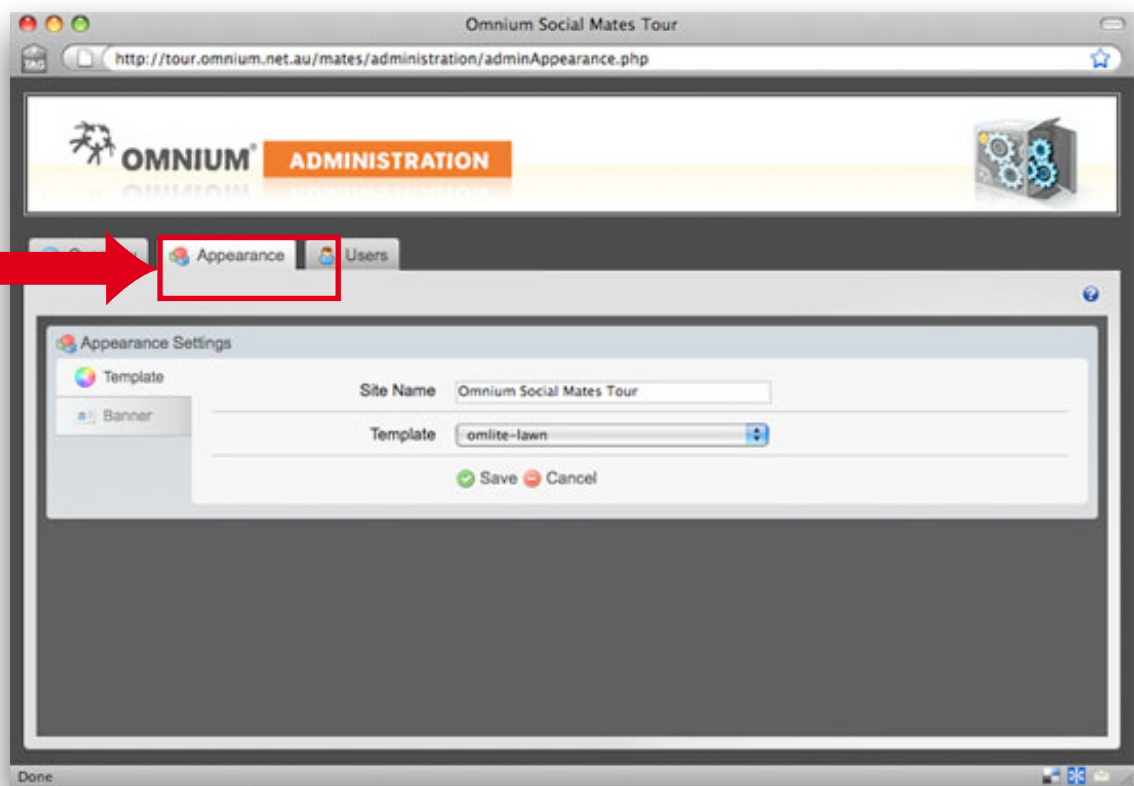 Omnium Social Mates Tour
TAG
http://tour.omnium.net.au/mates/administration/adminAppearance.php
OMNIUM® ADMINISTRATION
Appearance Users
Appearance Settings
Template
Site Name Omnium Social Mates Tour
Banner
Template omlite-lawn
Save Cancel
Done